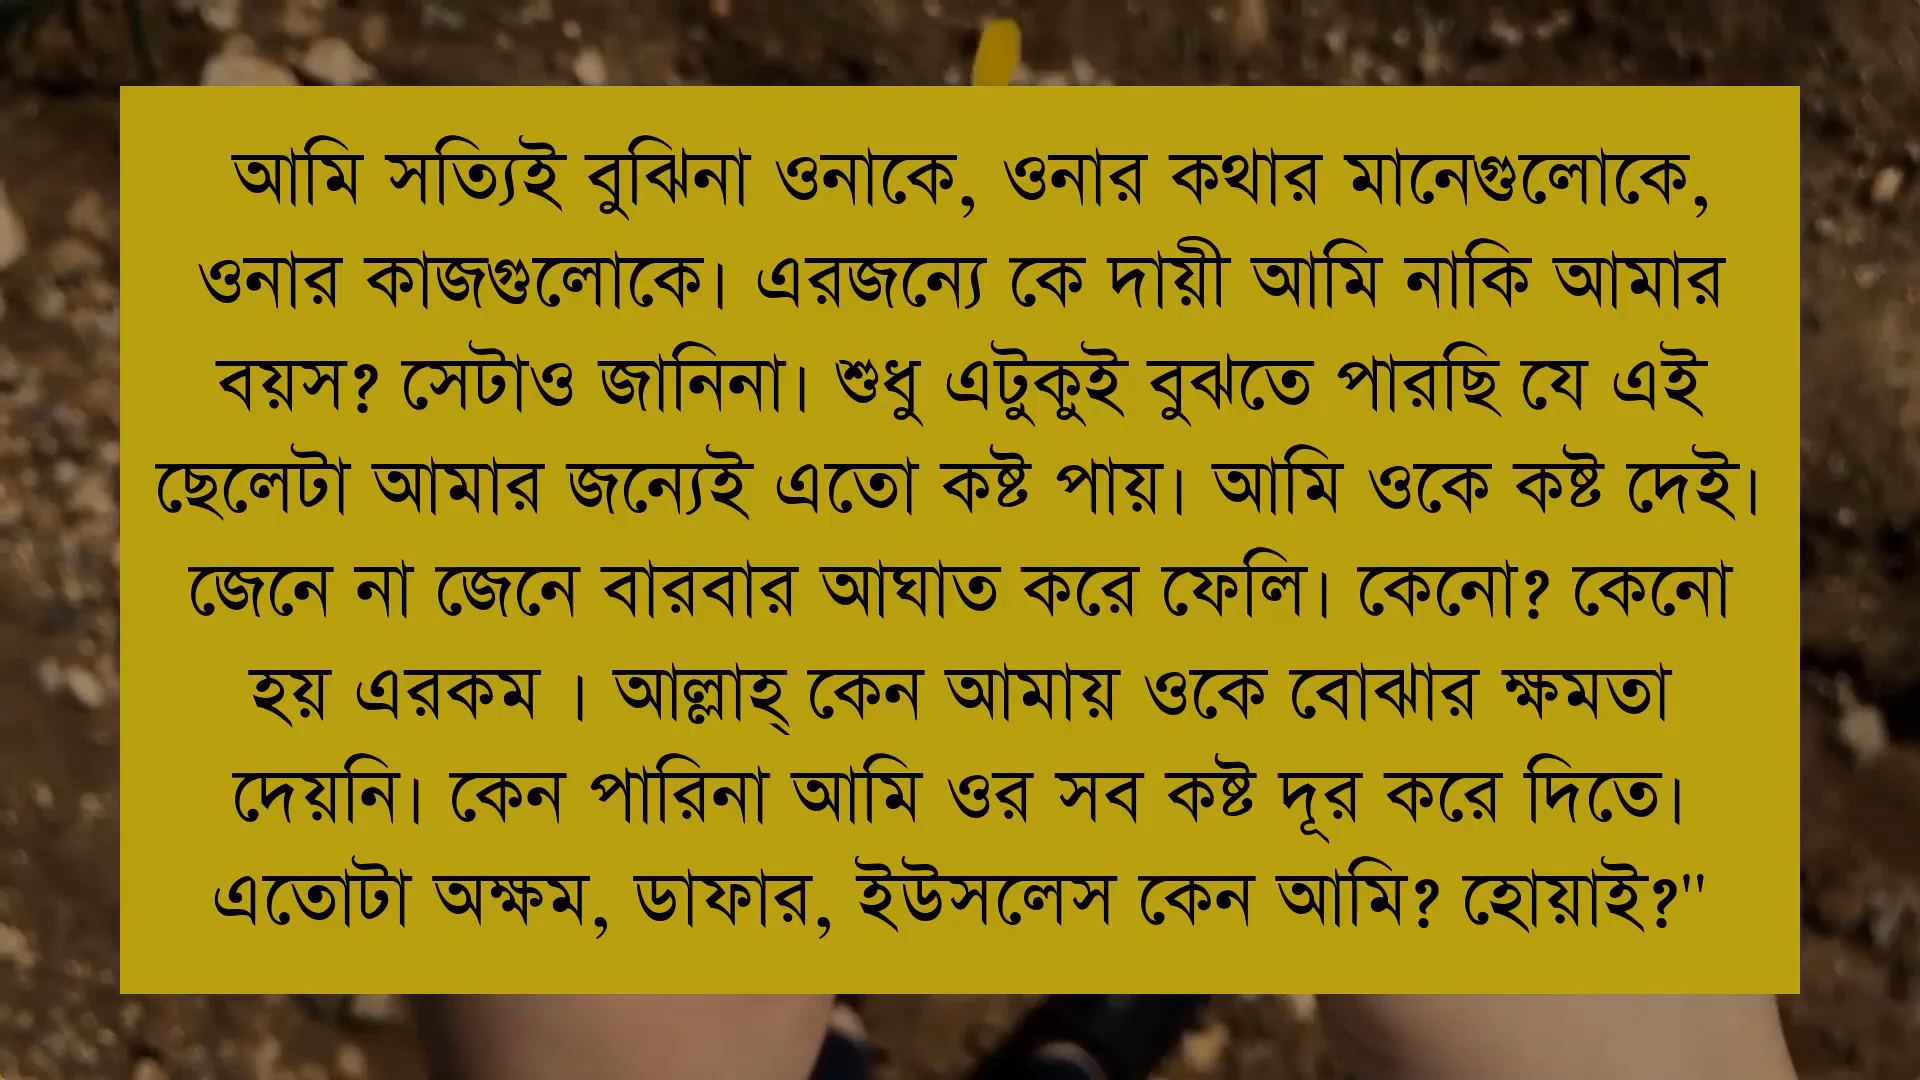 আমি সত্যিই বুঝিনা ওনাকে, ওনার কথার মানেগুলোকে,
ওনার কাজগুলোকে। এরজন্যে কে দায়ী আমি নাকি আমার
বয়স? সেটাও জানিনা। শুধু এটুকুই বুঝতে পারছি যে এই
ছেলেটা আমার জন্যেই এতো কষ্ট পায়। আমি ওকে কষ্ট দেই।
জেনে না জেনে বারবার আঘাত করে ফেলি। কেনো? কেনো
হয় এরকম । আল্লাহ্ কেন আমায় ওকে বোঝার ক্ষমতা
দেয়নি। কেন পারিনা আমি ওর সব কষ্ট দূর করে দিতে।
এতোটা অক্ষম, ডাফার, ইউসলেস কেন আমি? হোয়াই?"